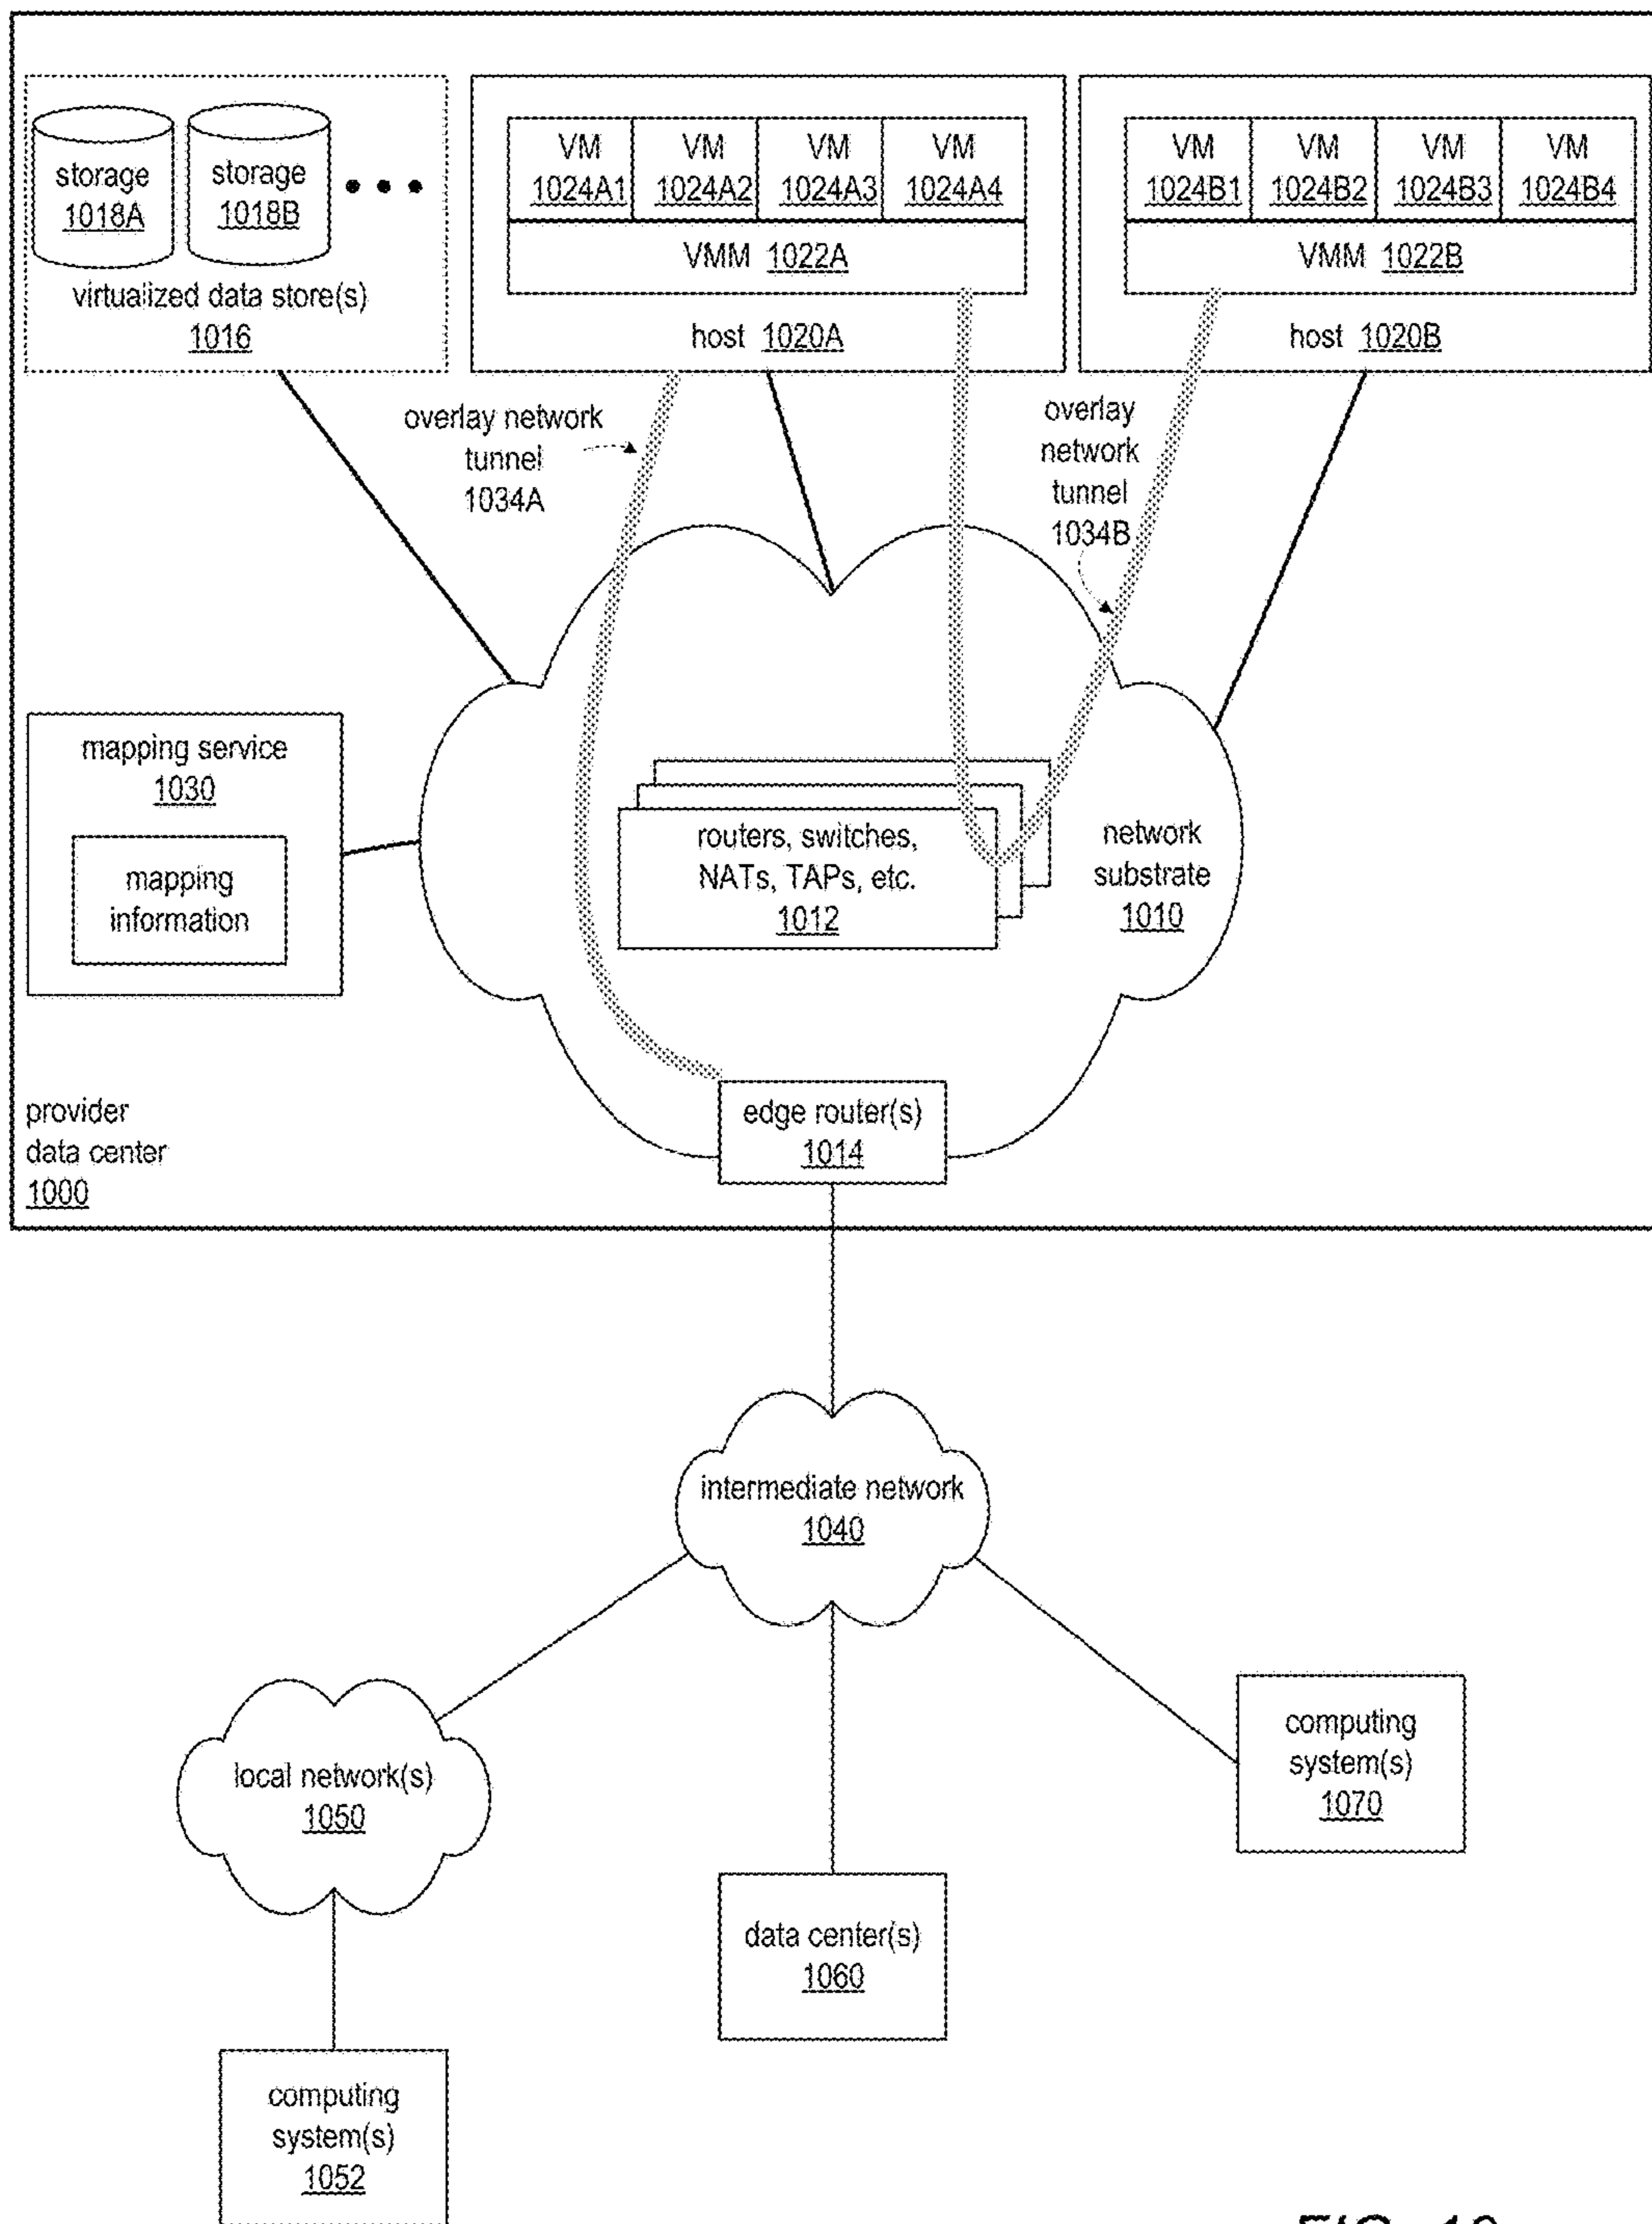 storage
1018A
storage
1018B
virtualized data store(s)
1016
VM
1024A1
VM
1024A2
VM
1024A3
VM
1024A4
VMM 1022A
host 1020A
VM
1024B1
VM
1024B2
VM
1024B3
VM
1024B4
VMM 1022B
host 1020B
overlay network
tunnel
1034A
overlay
network
tunnel
1034B
mapping service
1030
mapping
information
routers, switches,
NATs, TAPs, etc.
1012
network
substrate
1010
edge router(s)
1014
provider
data center
1000
intermediate network
1040
local network(s)
1050
computing
system(s)
1070
data center(s)
1060
computing
system(s)
1052